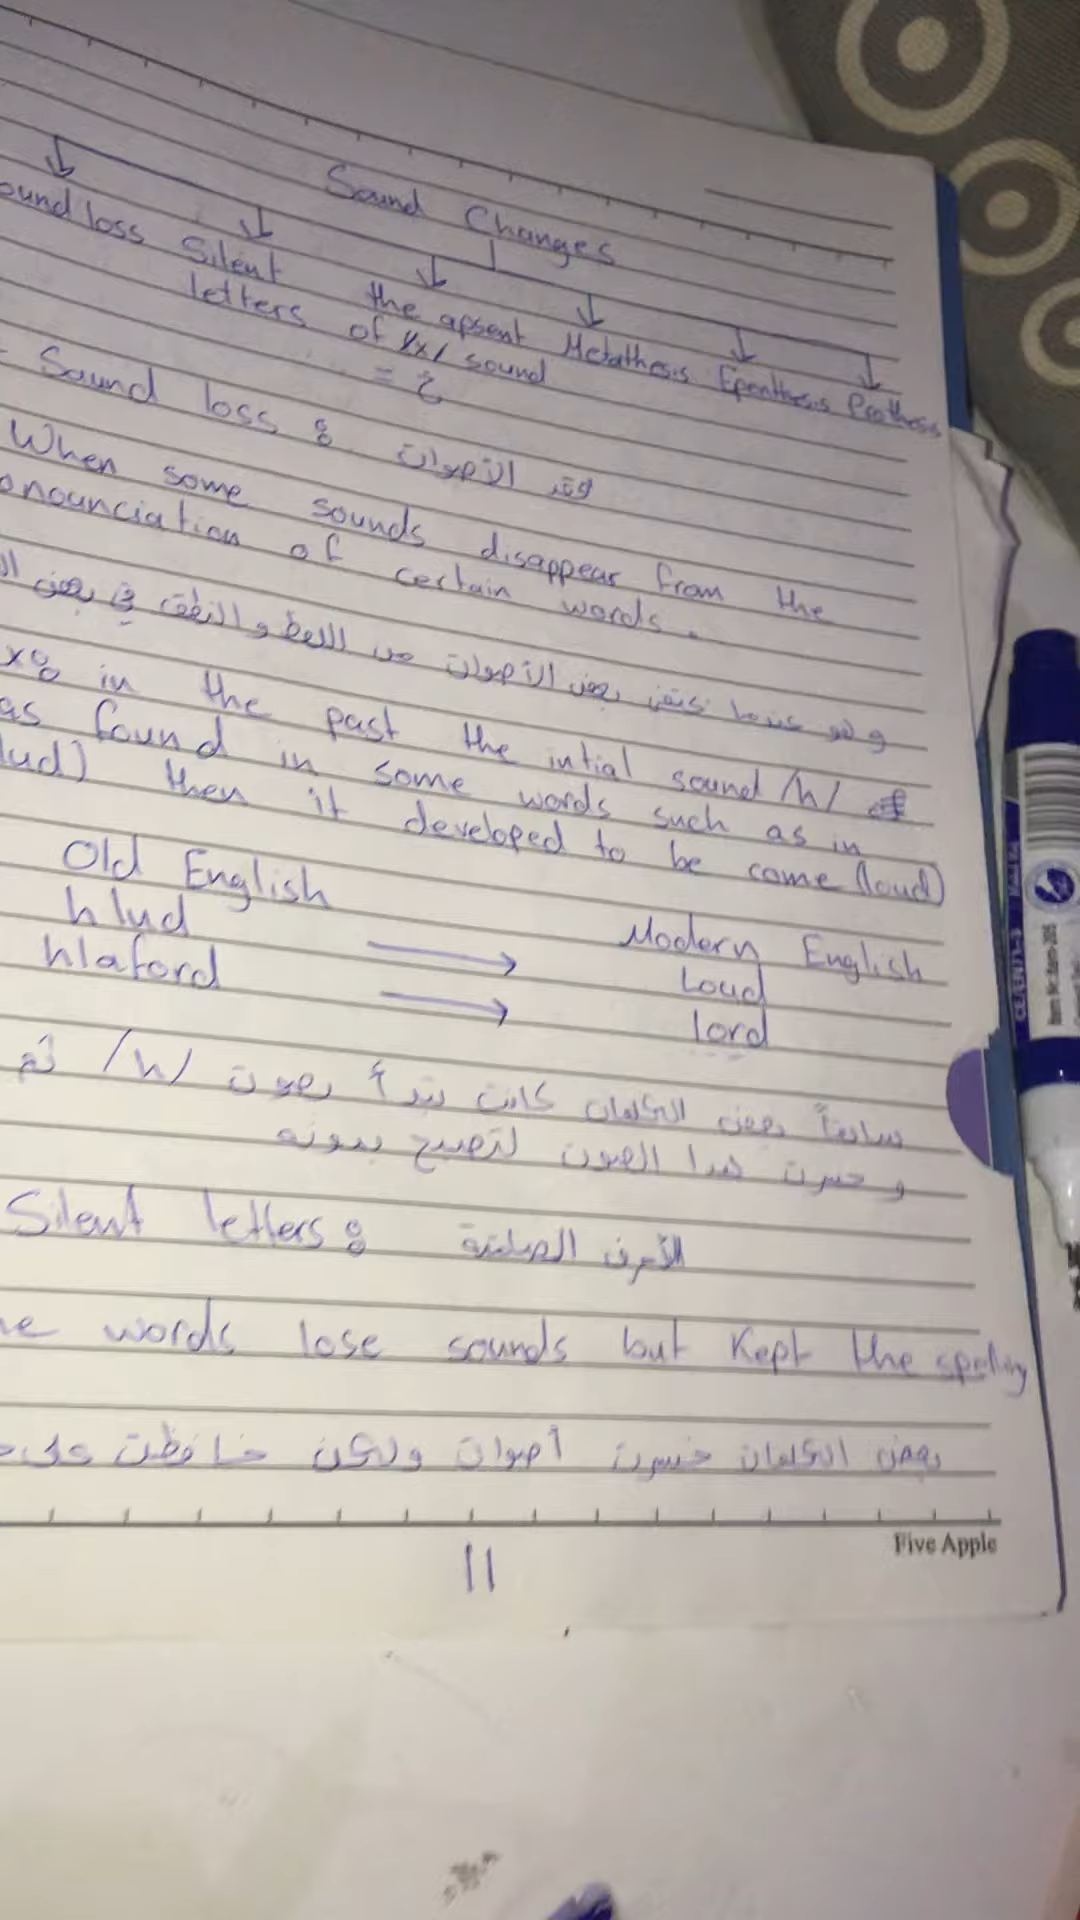 Sound Changes
ound loss Silent letters the apsent of /x/ sound = خ Metathesis Epenthesis Prothesis
Sound loss : فقد الأصوات
When some sounds disappear from the
onounciation of certain words.
وهو عندما تختفي بعض الأصوات من اللفظ والنطق في بعض ال
x: in the past the intial sound /h/
as found in some words such as in
lud) then it developed to be come (loud)
Old English Modern English
hlud → Loud
hlaford → lord
سابقاً بعض الكلمات كانت تبدأ بصوت /h/ ثم
وخسرت هذا الصوت لتصبح بدونه
Silent letters : الأحرف الصامتة
me words lose sounds but Kept the spelling
بعض الكلمات خسرت أصوات ولكن حافظت على
Five Apple
11